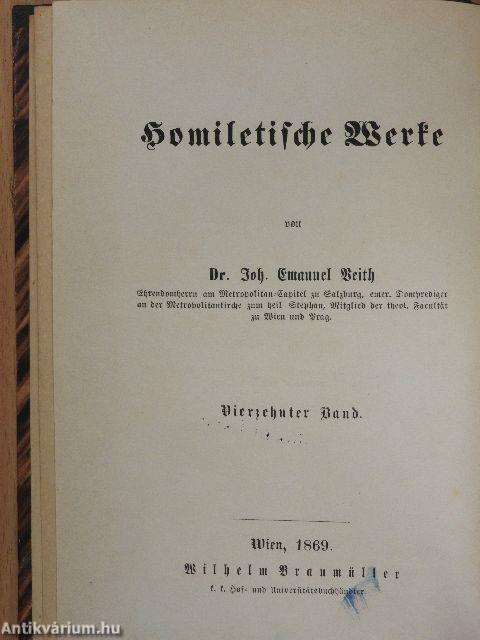 Homiletische Werke
von
Dr. Joh. Emanuel Veith
Ehrendomherrn am Metropolitan-Capitel zu Salzburg, emer. Domprediger
an der Metropolitankirche zum heil. Stephan, Mitglied der theol. Facultät
zu Wien und Prag.
Vierzehnter Band.
Wien, 1869.
Wilhelm Braumüller
k. k. Hof- und Universitätsbuchhändler.
Antikvárium.hu